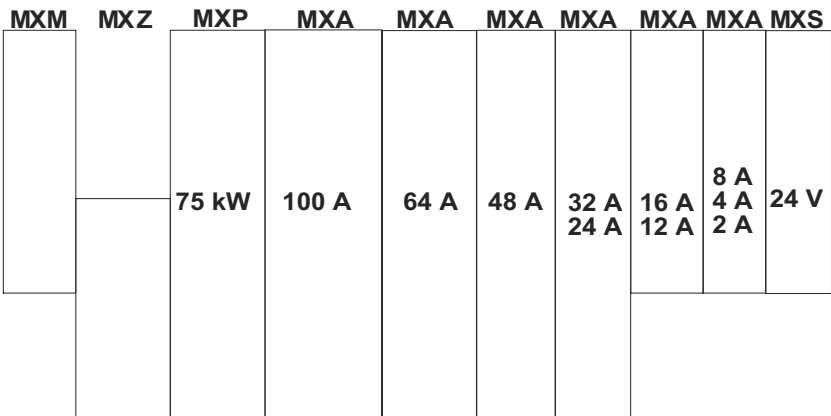 MXM MXZ MXP MXA MXA MXA MXA MXA MXA MXS
75 kW
100 A
64 A
48 A
32 A
24 A
16 A
12 A
8 A
4 A
2 A
24 V